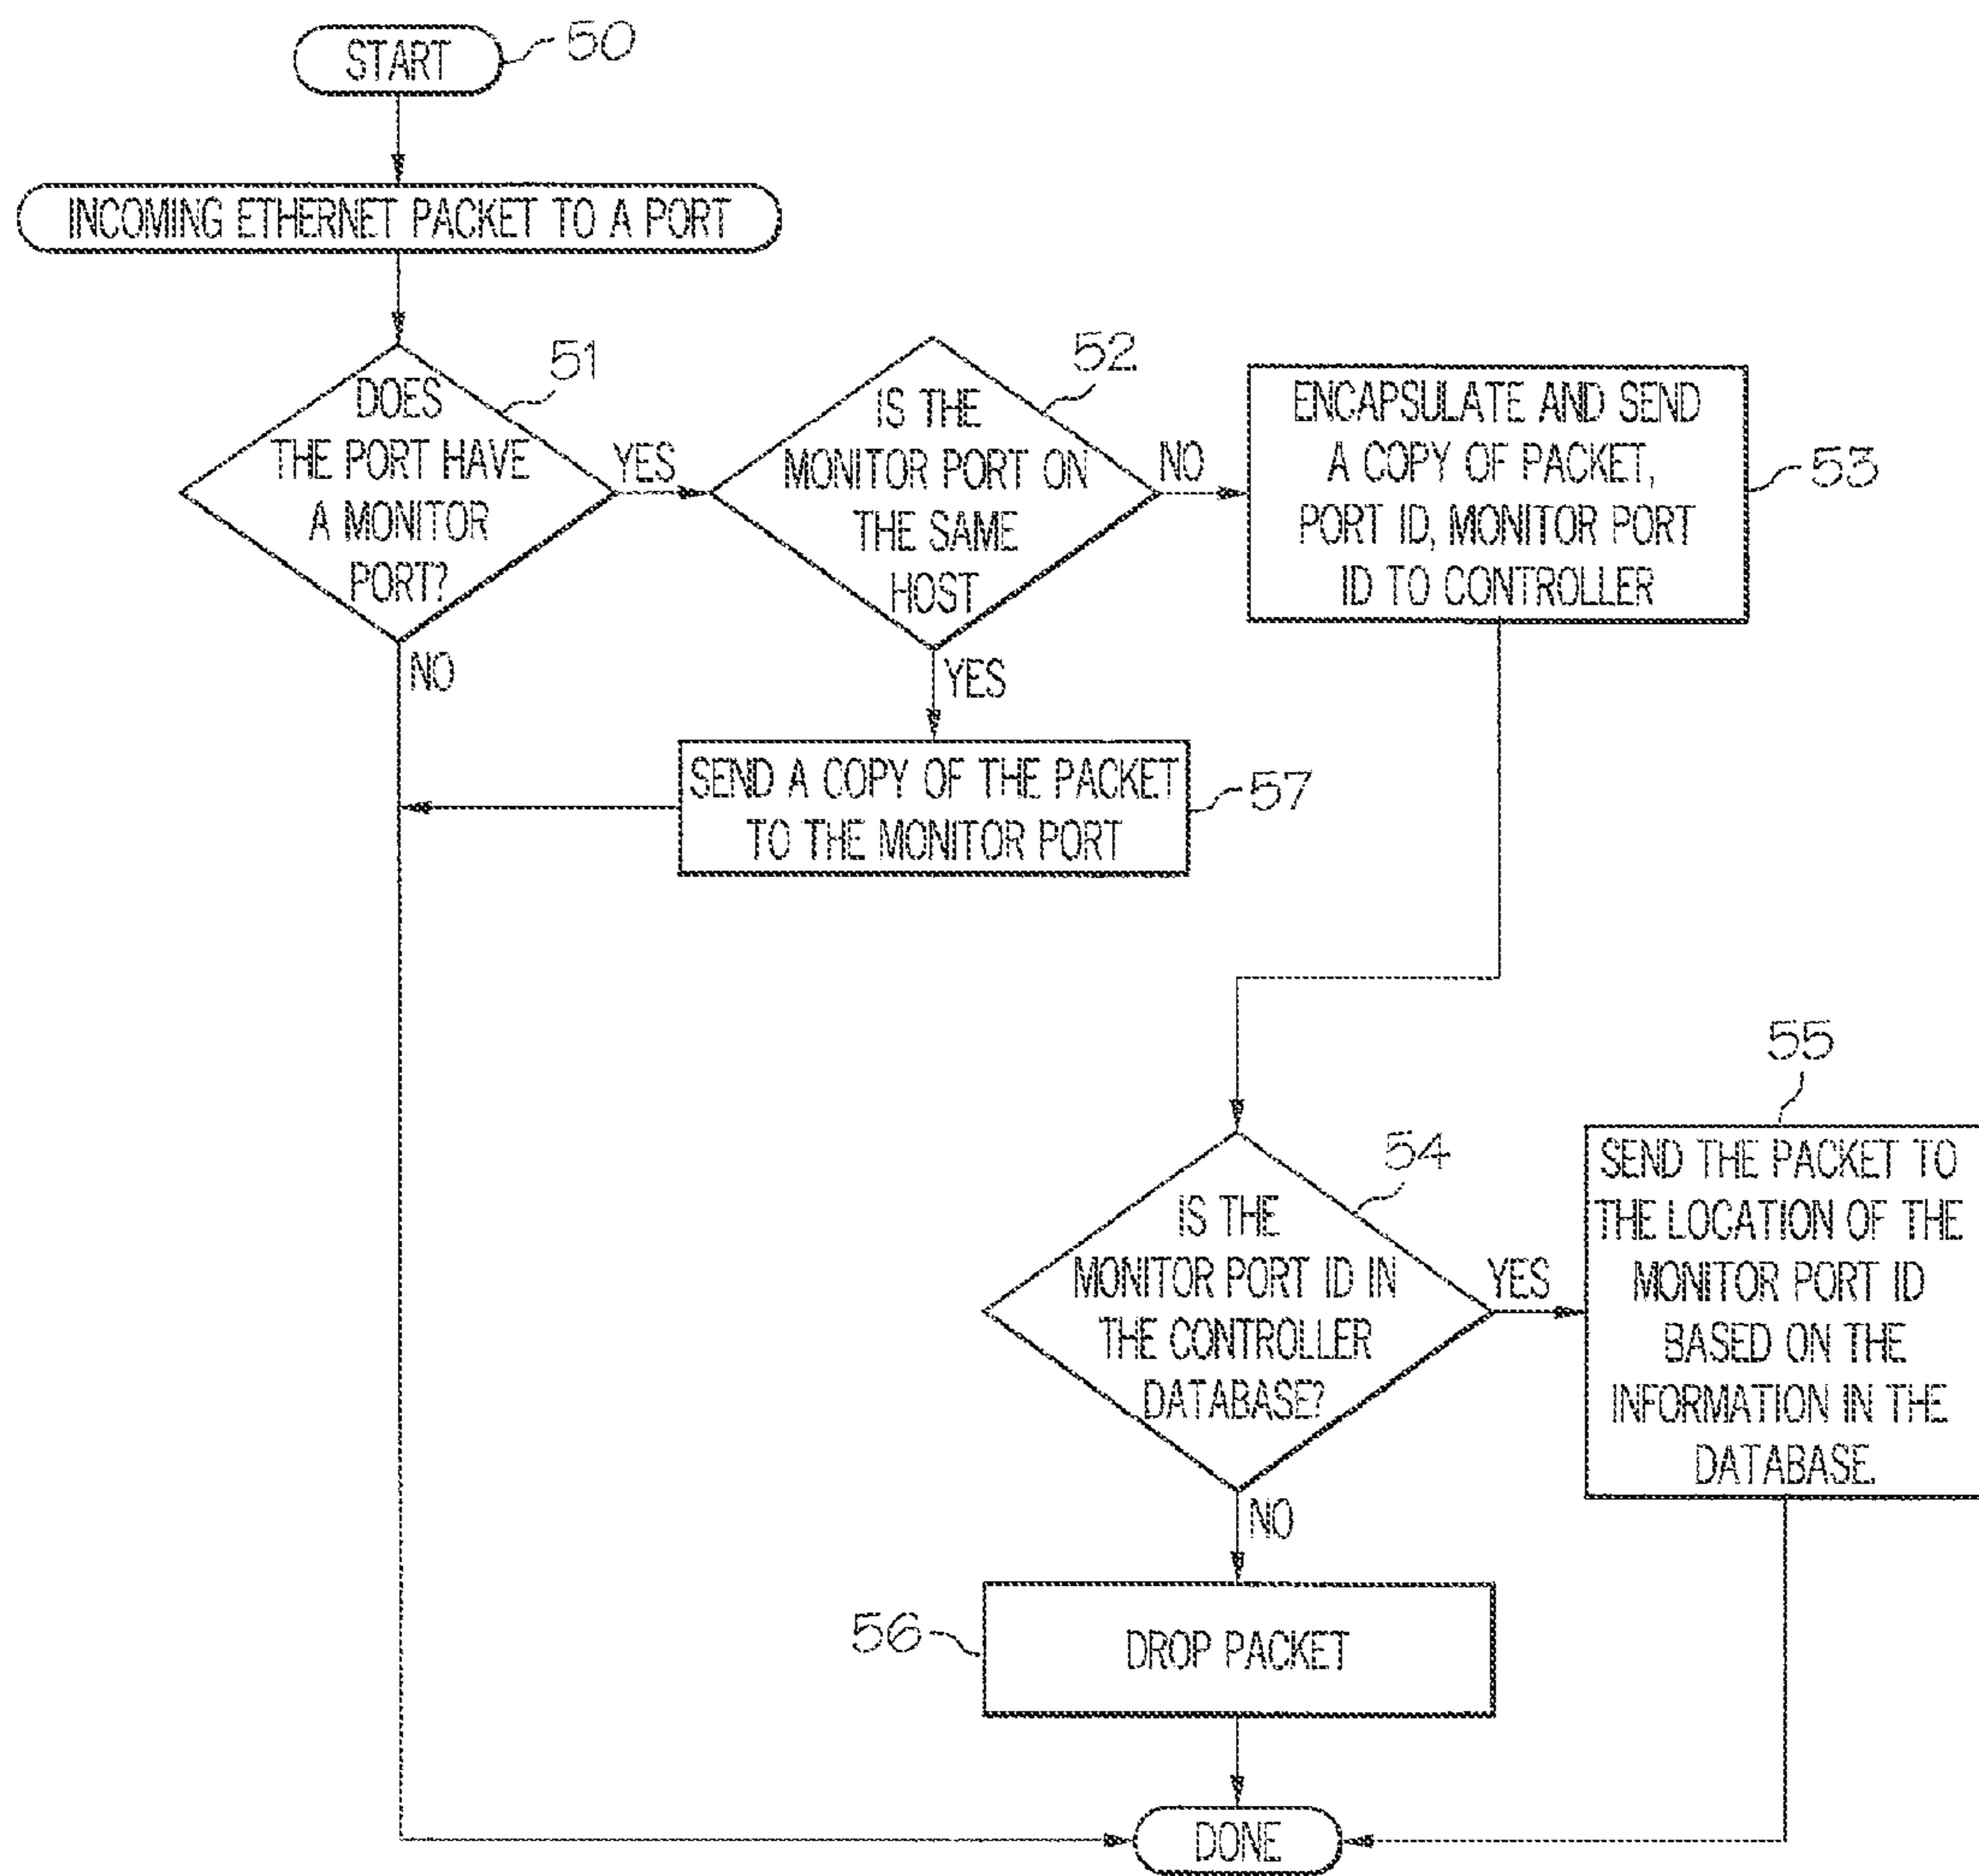 START
50
INCOMING ETHERNET PACKET TO A PORT
51
DOES
THE PORT HAVE
A MONITOR
PORT?
YES
NO
52
IS THE
MONITOR PORT ON
THE SAME
HOST
NO
YES
ENCAPSULATE AND SEND
A COPY OF PACKET,
PORT ID, MONITOR PORT
ID TO CONTROLLER
53
SEND A COPY OF THE PACKET
TO THE MONITOR PORT
57
54
IS THE
MONITOR PORT ID IN
THE CONTROLLER
DATABASE?
YES
NO
55
SEND THE PACKET TO
THE LOCATION OF THE
MONITOR PORT ID
BASED ON THE
INFORMATION IN THE
DATABASE.
56
DROP PACKET
DONE